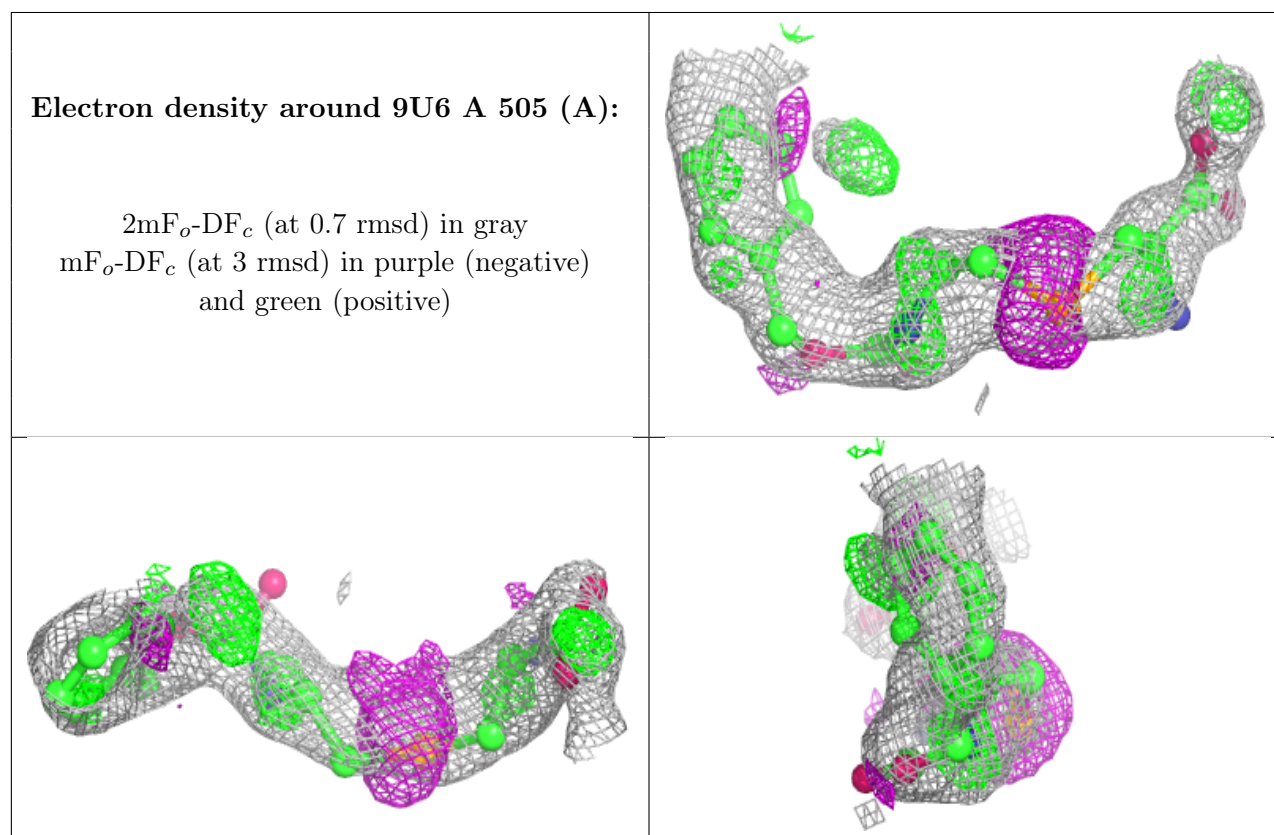 Electron density around 9U6 A 505 (A):
2mFo-DFc (at 0.7 rmsd) in gray
mFo-DFc (at 3 rmsd) in purple (negative)
and green (positive)